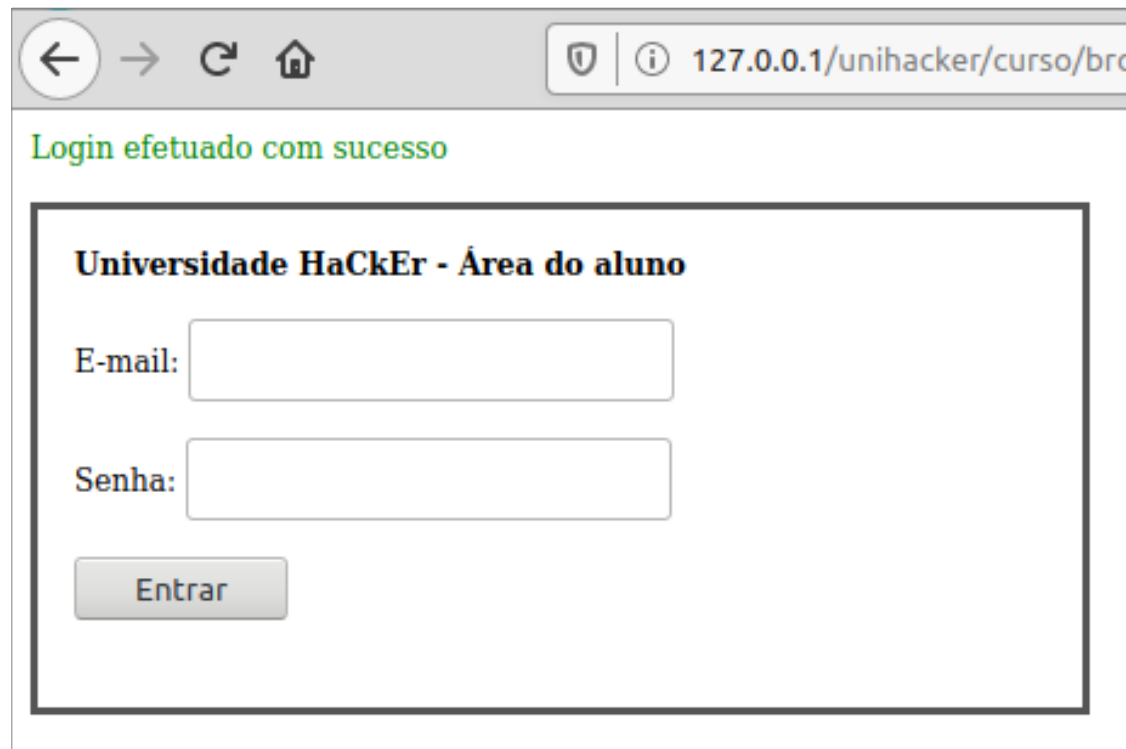 127.0.0.1/unihacker/curso/bro
Login efetuado com sucesso
Universidade HaCkEr - Área do aluno
E-mail:
Senha:
Entrar